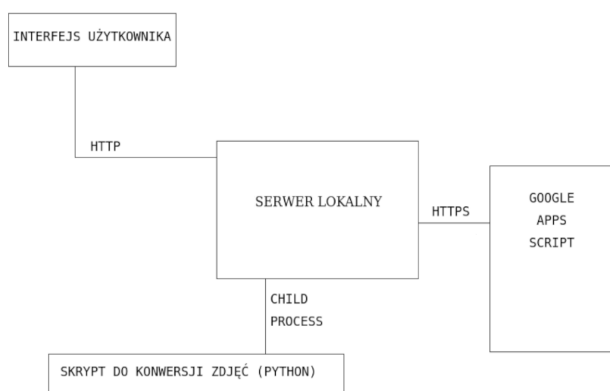 INTERFEJS UŻYTKOWNIKA
HTTP
SERWER LOKALNY
HTTPS
GOOGLE
APPS
SCRIPT
CHILD
PROCESS
SKRYPT DO KONWERSJI ZDJĘĆ (PYTHON)